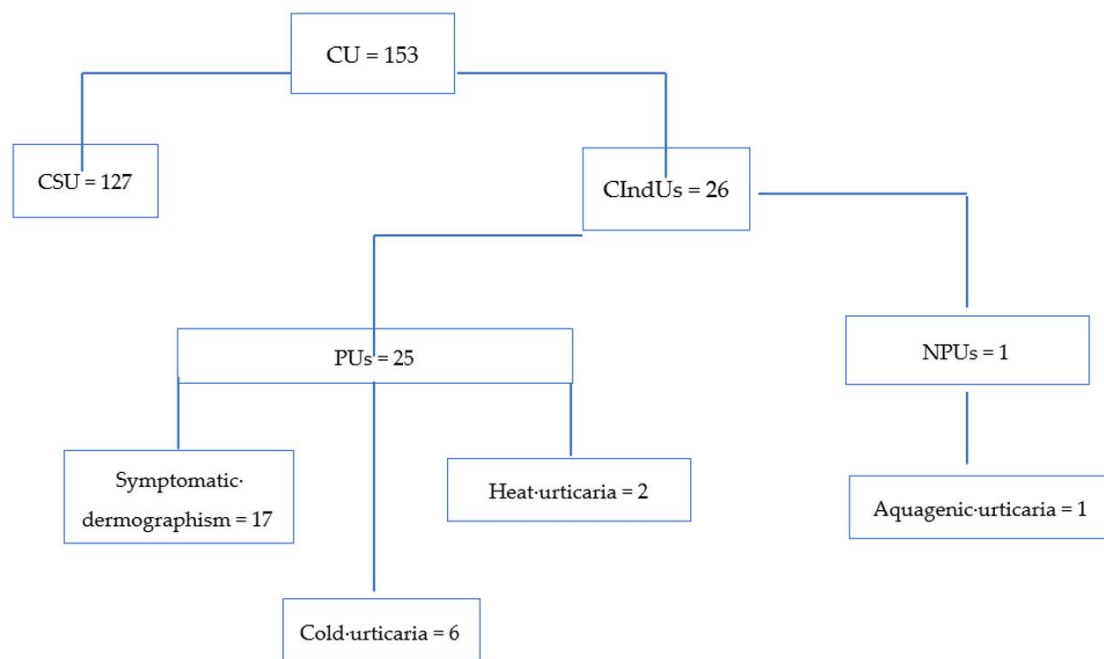 CU = 153
CSU = 127
CIndUs = 26
PUs = 25
NPUs = 1
Symptomatic·
dermographism = 17
Heat·urticaria = 2
Aquagenic·urticaria = 1
Cold·urticaria = 6